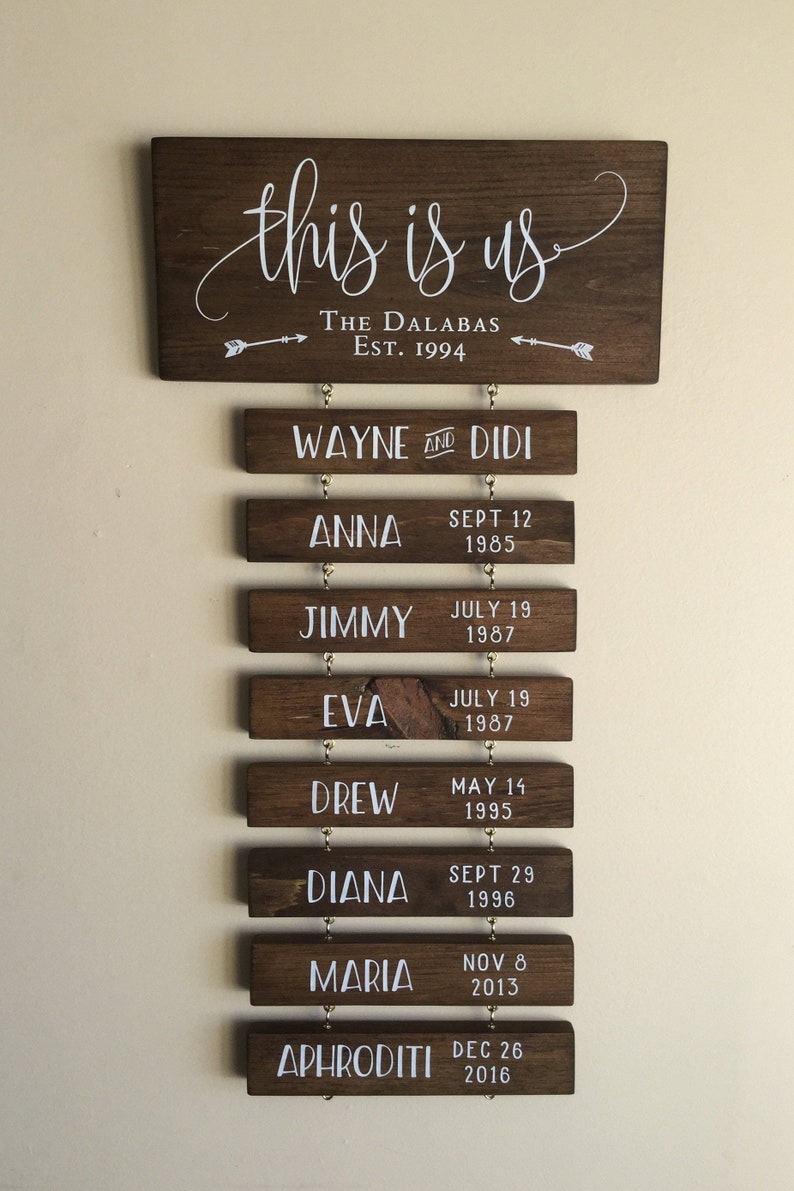 this is us
The Dalabas
Est. 1994
WAYNE AND DIDI
ANNA
SEPT 12
1985
JIMMY
JULY 19
1987
EVA
JULY 19
1987
DREW
MAY 14
1995
DIANA
SEPT 29
1996
MARIA
NOV 8
2013
APHRODITI
DEC 26
2016